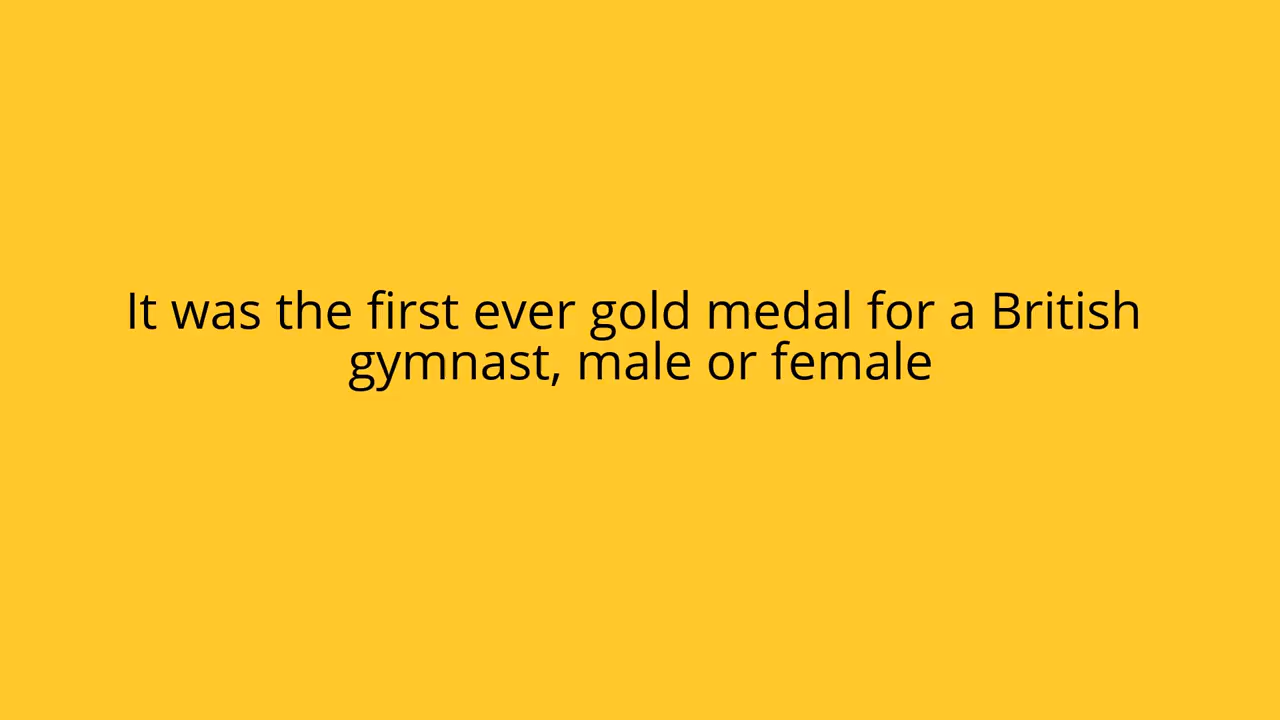 It was the first ever gold medal for a British
gymnast, male or female